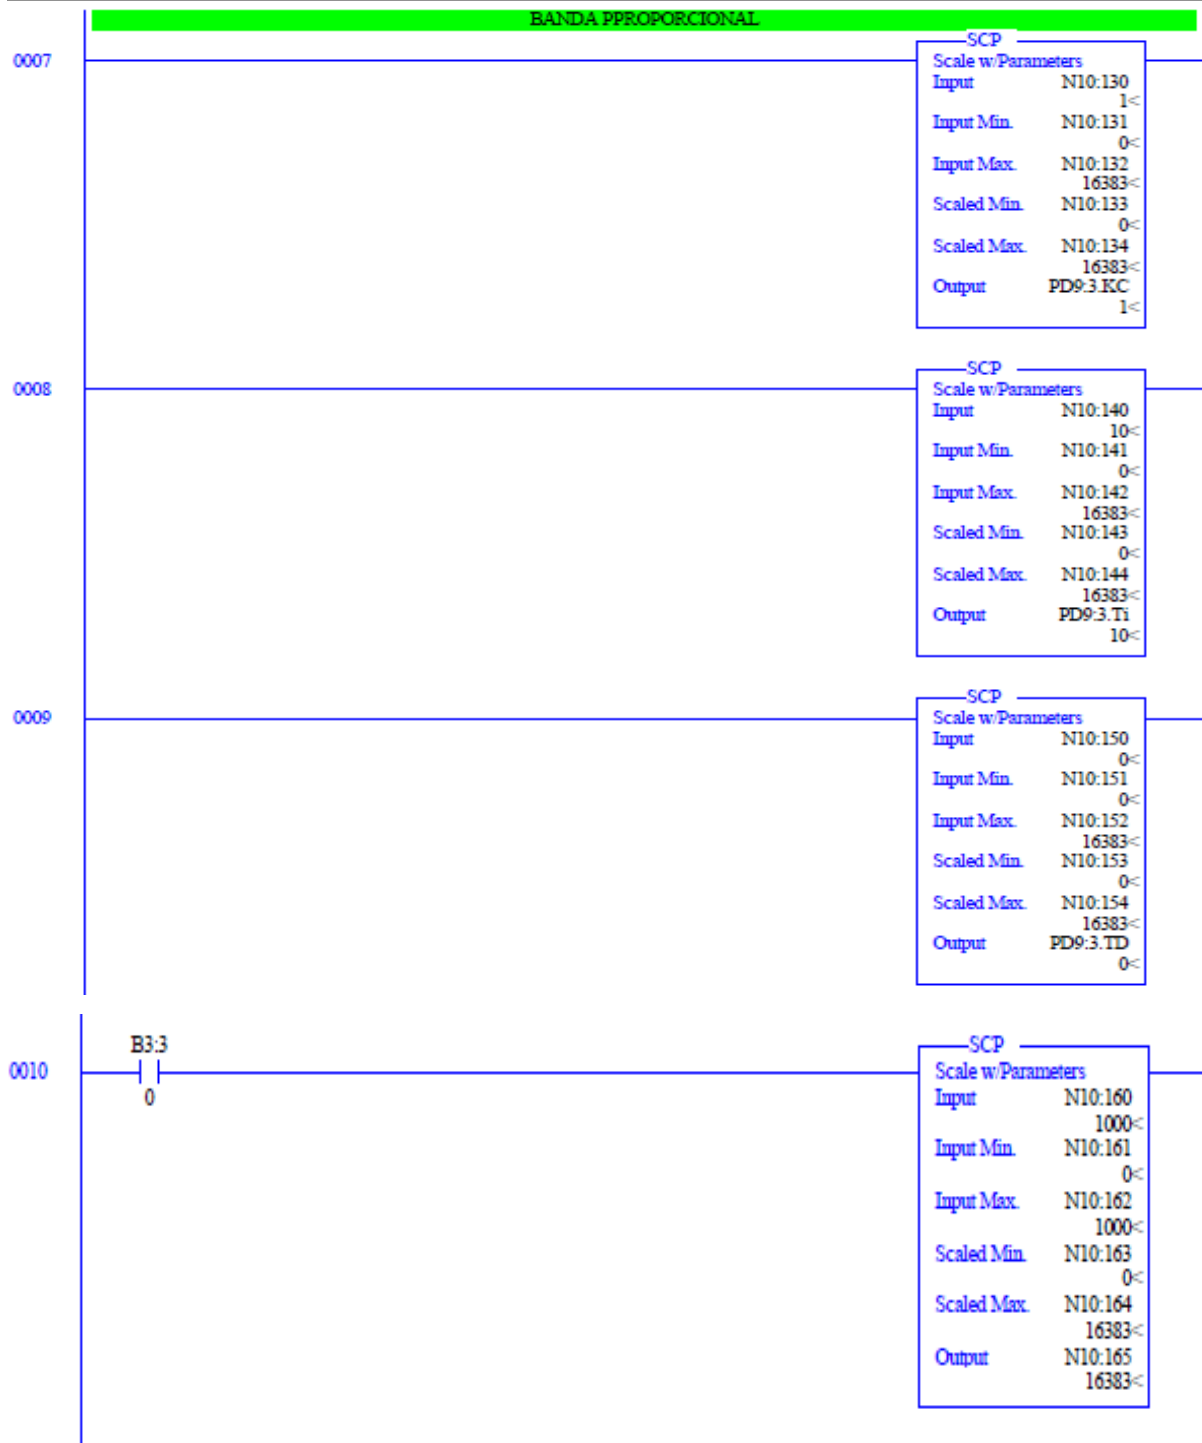 BANDA PPROPORCIONAL
0007
SCP
Scale w/Parameters
Input N10:130
1<
Input Min. N10:131
0<
Input Max. N10:132
16383<
Scaled Min. N10:133
0<
Scaled Max. N10:134
16383<
Output PD9:3.KC
1<
0008
SCP
Scale w/Parameters
Input N10:140
10<
Input Min. N10:141
0<
Input Max. N10:142
16383<
Scaled Min. N10:143
0<
Scaled Max. N10:144
16383<
Output PD9:3.Ti
10<
0009
SCP
Scale w/Parameters
Input N10:150
0<
Input Min. N10:151
0<
Input Max. N10:152
16383<
Scaled Min. N10:153
0<
Scaled Max. N10:154
16383<
Output PD9:3.TD
0<
0010
B3:3
0
SCP
Scale w/Parameters
Input N10:160
1000<
Input Min. N10:161
0<
Input Max. N10:162
1000<
Scaled Min. N10:163
0<
Scaled Max. N10:164
16383<
Output N10:165
16383<